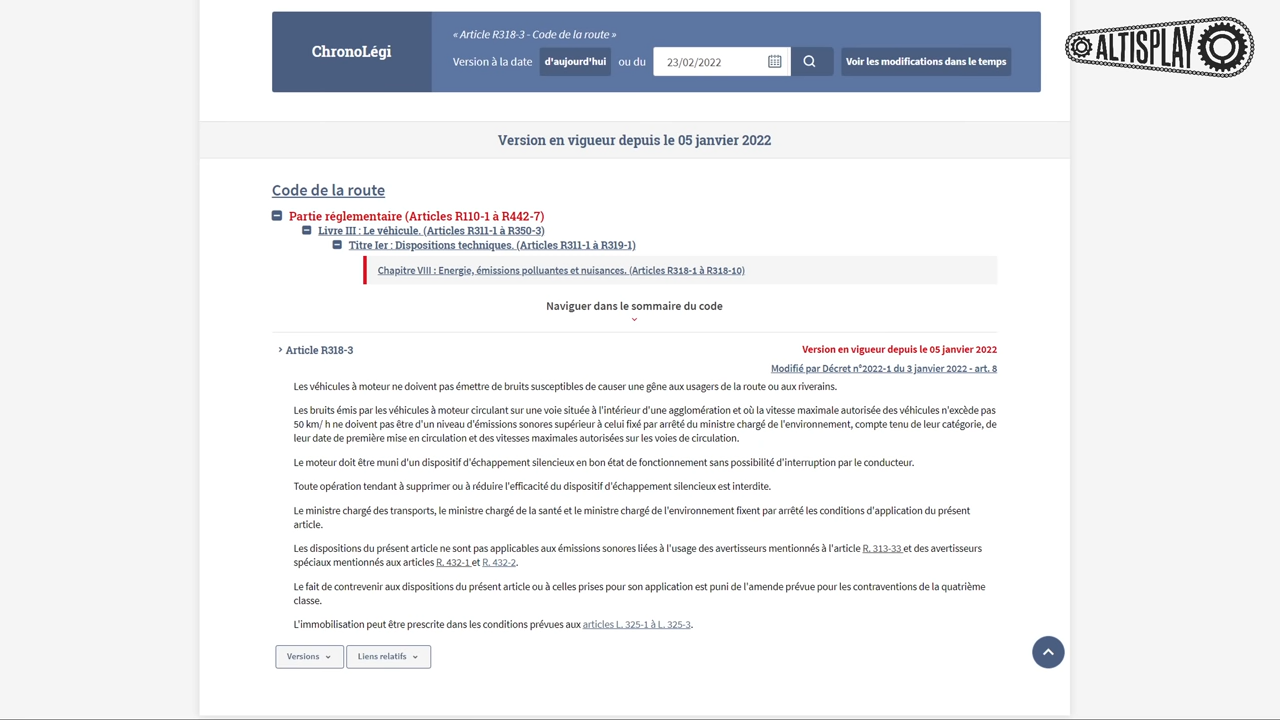 ChronoLégi
« Article R318-3 - Code de la route »
Version à la date d'aujourd'hui ou du 23/02/2022 Voir les modifications dans le temps
ALTISPLAY
Version en vigueur depuis le 05 janvier 2022
Code de la route
Partie réglementaire (Articles R110-1 à R442-7)
Livre III : Le véhicule. (Articles R311-1 à R350-3)
Titre Ier : Dispositions techniques. (Articles R311-1 à R319-1)
Chapitre VIII : Energie, émissions polluantes et nuisances. (Articles R318-1 à R318-10)
Naviguer dans le sommaire du code
Article R318-3
Version en vigueur depuis le 05 janvier 2022
Modifié par Décret n°2022-1 du 3 janvier 2022 - art. 8
Les véhicules à moteur ne doivent pas émettre de bruits susceptibles de causer une gêne aux usagers de la route ou aux riverains.
Les bruits émis par les véhicules à moteur circulant sur une voie située à l'intérieur d'une agglomération et où la vitesse maximale autorisée des véhicules n'excède pas
50 km/ h ne doivent pas être d'un niveau d'émissions sonores supérieur à celui fixé par arrêté du ministre chargé de l'environnement, compte tenu de leur catégorie, de
leur date de première mise en circulation et des vitesses maximales autorisées sur les voies de circulation.
Le moteur doit être muni d'un dispositif d'échappement silencieux en bon état de fonctionnement sans possibilité d'interruption par le conducteur.
Toute opération tendant à supprimer ou à réduire l'efficacité du dispositif d'échappement silencieux est interdite.
Le ministre chargé des transports, le ministre chargé de la santé et le ministre chargé de l'environnement fixent par arrêté les conditions d'application du présent
article.
Les dispositions du présent article ne sont pas applicables aux émissions sonores liées à l'usage des avertisseurs mentionnés à l'article R. 313-33 et des avertisseurs
spéciaux mentionnés aux articles R. 432-1 et R. 432-2.
Le fait de contrevenir aux dispositions du présent article ou à celles prises pour son application est puni de l'amende prévue pour les contraventions de la quatrième
classe.
L'immobilisation peut être prescrite dans les conditions prévues aux articles L. 325-1 à L. 325-3.
Versions Liens relatifs